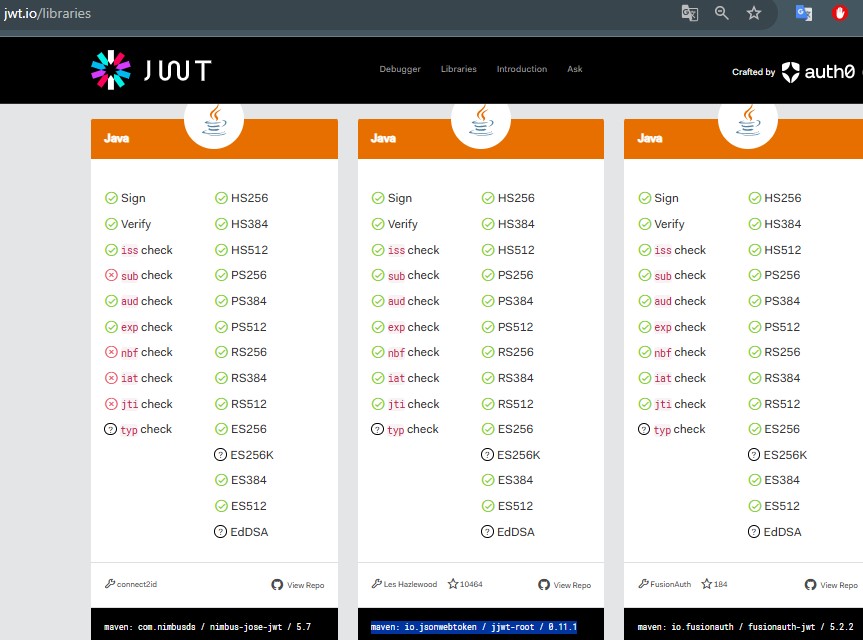 jwt.io/libraries
JWT
Debugger Libraries Introduction Ask
Crafted by auth0
Java
Sign HS256
Verify HS384
iss check HS512
sub check PS256
aud check PS384
exp check PS512
nbf check RS256
iat check RS384
jti check RS512
typ check ES256
ES256K
ES384
ES512
EdDSA
connect2id View Repo
maven: com.nimbusds / nimbus-jose-jwt / 5.7
Java
Sign HS256
Verify HS384
iss check HS512
sub check PS256
aud check PS384
exp check PS512
nbf check RS256
iat check RS384
jti check RS512
typ check ES256
ES256K
ES384
ES512
EdDSA
Les Hazlewood 10464 View Repo
maven: io.jsonwebtoken / jjwt-root / 0.11.1
Java
Sign HS256
Verify HS384
iss check HS512
sub check PS256
aud check PS384
exp check PS512
nbf check RS256
iat check RS384
jti check RS512
typ check ES256
ES256K
ES384
ES512
EdDSA
FusionAuth 184 View Repo
maven: io.fusionauth / fusionauth-jwt / 5.2.2